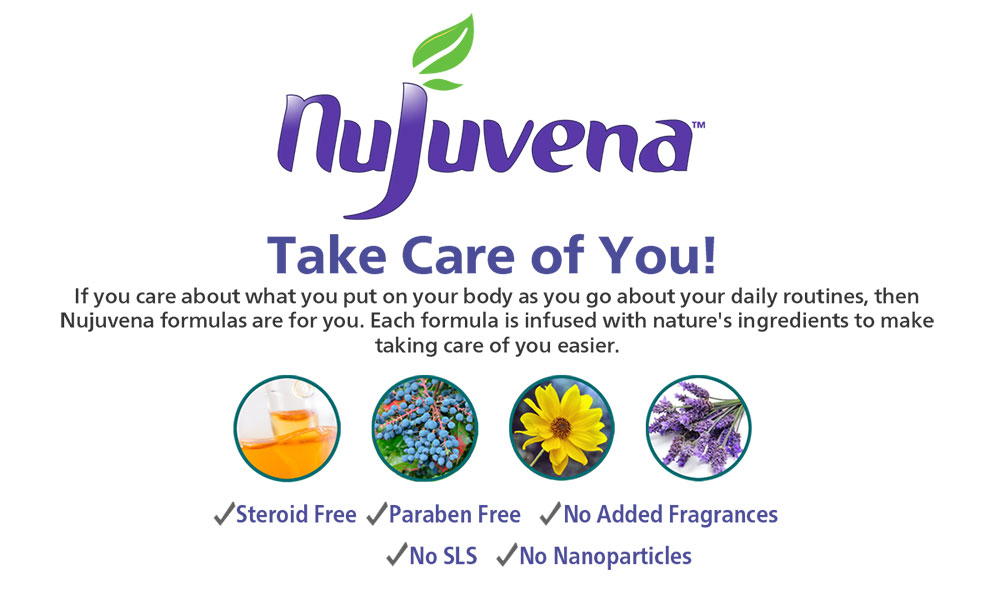 Nujuvena™
Take Care of You!
If you care about what you put on your body as you go about your daily routines, then
Nujuvena formulas are for you. Each formula is infused with nature's ingredients to make
taking care of you easier.
✓Steroid Free ✓Paraben Free ✓No Added Fragrances
✓No SLS ✓No Nanoparticles